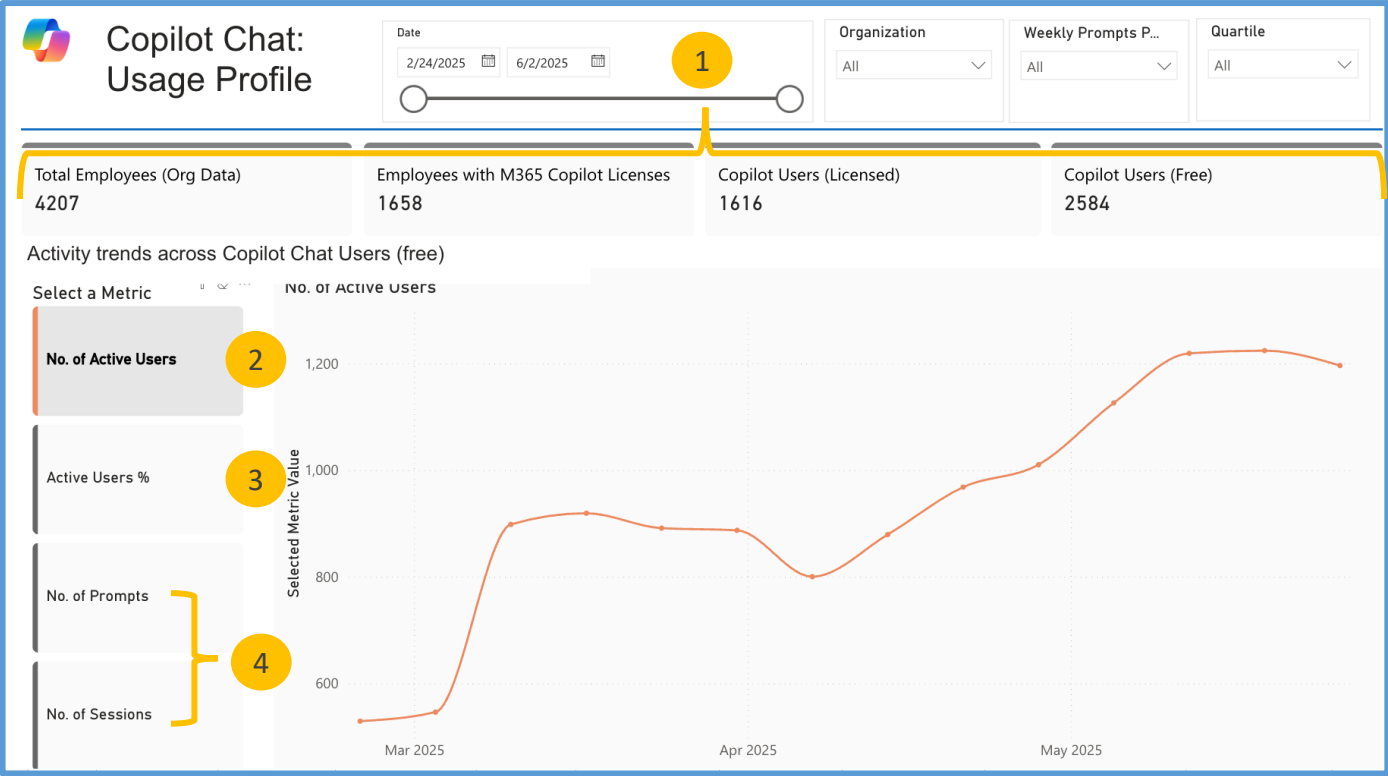 Copilot Chat:
Usage Profile
Date
2/24/2025
6/2/2025
1
Organization
All
Weekly Prompts P...
All
Quartile
All
Total Employees (Org Data)
4207
Employees with M365 Copilot Licenses
1658
Copilot Users (Licensed)
1616
Copilot Users (Free)
2584
Activity trends across Copilot Chat Users (free)
Select a Metric
No. of Active Users
2
Active Users %
3
No. of Prompts
4
No. of Sessions
No. of Active Users
Selected Metric Value
1,200
1,000
800
600
Mar 2025
Apr 2025
May 2025